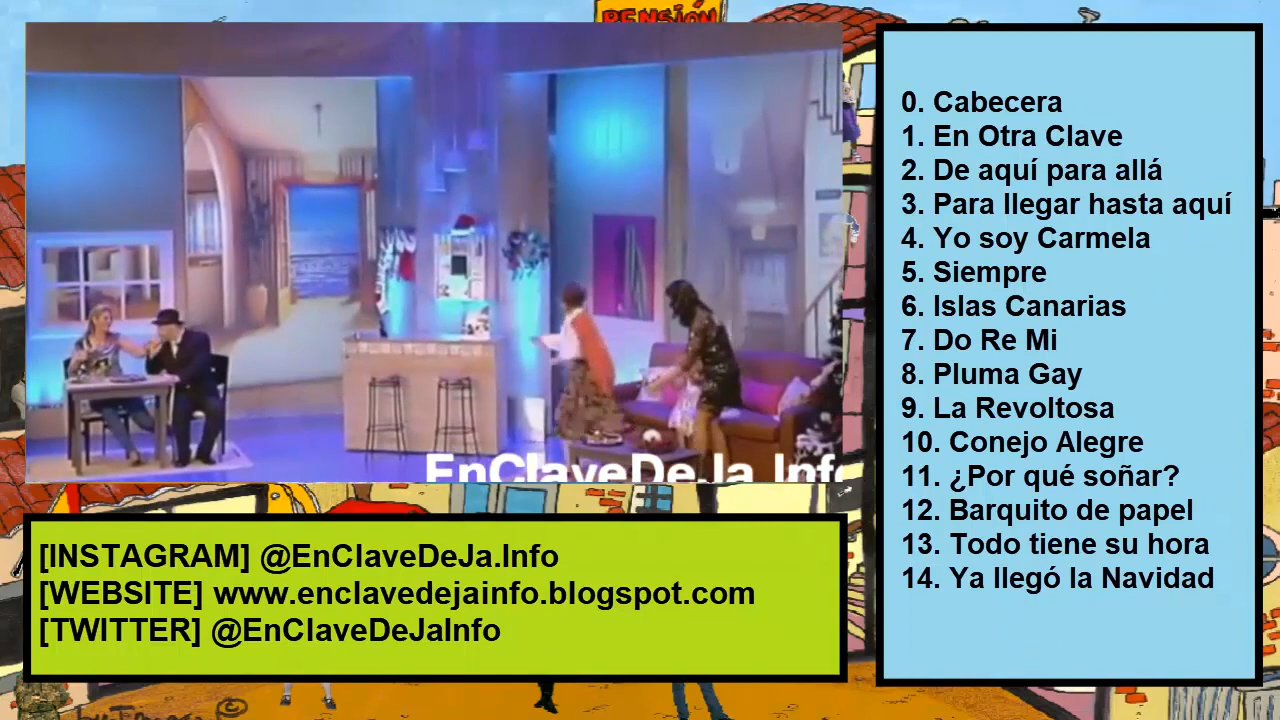 PENSIÓN
EnClaveDeJa.Info
0. Cabecera
1. En Otra Clave
2. De aquí para allá
3. Para llegar hasta aquí
4. Yo soy Carmela
5. Siempre
6. Islas Canarias
7. Do Re Mi
8. Pluma Gay
9. La Revoltosa
10. Conejo Alegre
11. ¿Por qué soñar?
12. Barquito de papel
13. Todo tiene su hora
14. Ya llegó la Navidad
[INSTAGRAM] @EnClaveDeJa.Info
[WEBSITE] www.enclavedejainfo.blogspot.com
[TWITTER] @EnClaveDeJaInfo